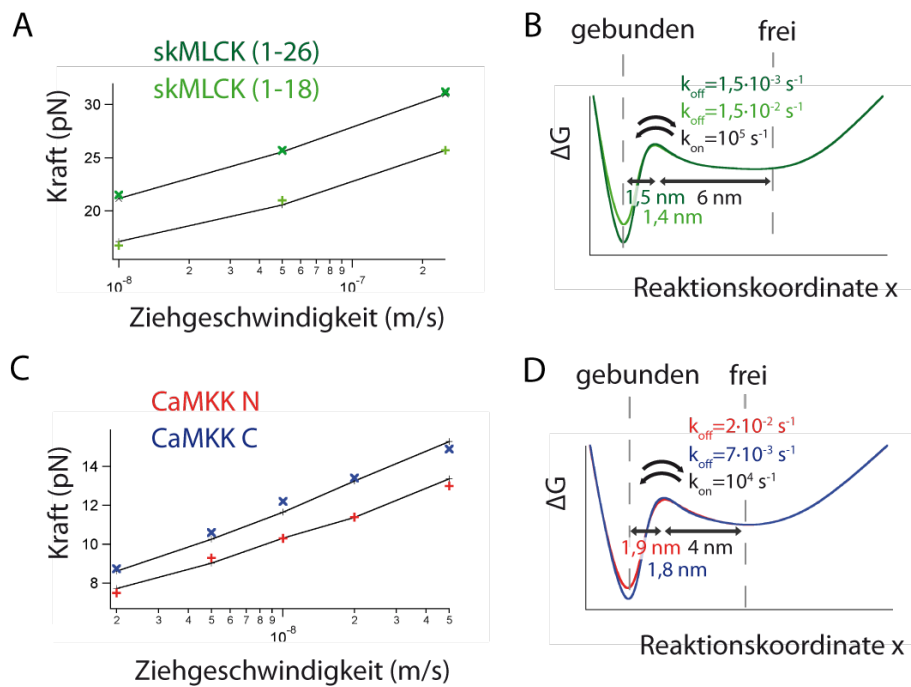 A
skMLCK (1-26)
skMLCK (1-18)
Kraft (pN)
30
25
20
10⁻⁸
2
3
4
5
6
7
8
9
10⁻⁷
2
Ziehgeschwindigkeit (m/s)
B
gebunden
frei
k_off=1,5·10⁻³ s⁻¹
k_off=1,5·10⁻² s⁻¹
k_on=10⁵ s⁻¹
ΔG
1,5 nm
6 nm
1,4 nm
Reaktionskoordinate x
C
CaMKK N
CaMKK C
Kraft (pN)
14
12
10
8
2
3
4
5
6
7
8
9
10⁻⁸
2
3
4
5
Ziehgeschwindigkeit (m/s)
D
gebunden
frei
k_off=2·10⁻² s⁻¹
k_off=7·10⁻³ s⁻¹
k_on=10⁴ s⁻¹
ΔG
1,9 nm
4 nm
1,8 nm
Reaktionskoordinate x